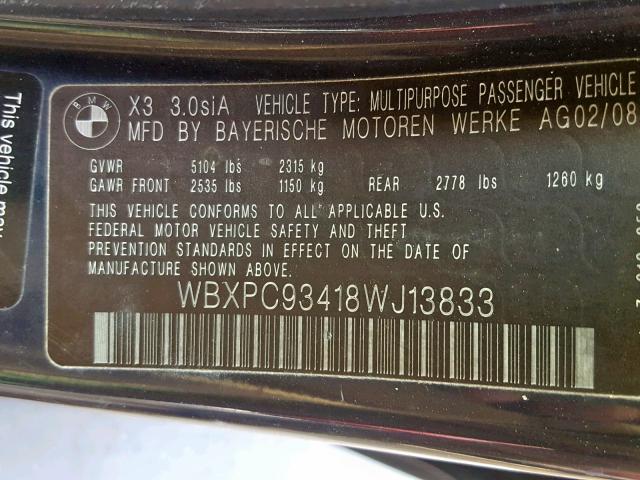 BMW
X3 3.0siA VEHICLE TYPE: MULTIPURPOSE PASSENGER VEHICLE
MFD BY BAYERISCHE MOTOREN WERKE AG02/08
GVWR 5104 lbs 2315 kg
GAWR FRONT 2535 lbs 1150 kg REAR 2778 lbs 1260 kg
THIS VEHICLE CONFORMS TO ALL APPLICABLE U.S.
FEDERAL MOTOR VEHICLE SAFETY AND THEFT
PREVENTION STANDARDS IN EFFECT ON THE DATE OF
MANUFACTURE SHOWN ABOVE.
WBXPC93418WJ13833
This vehicle may